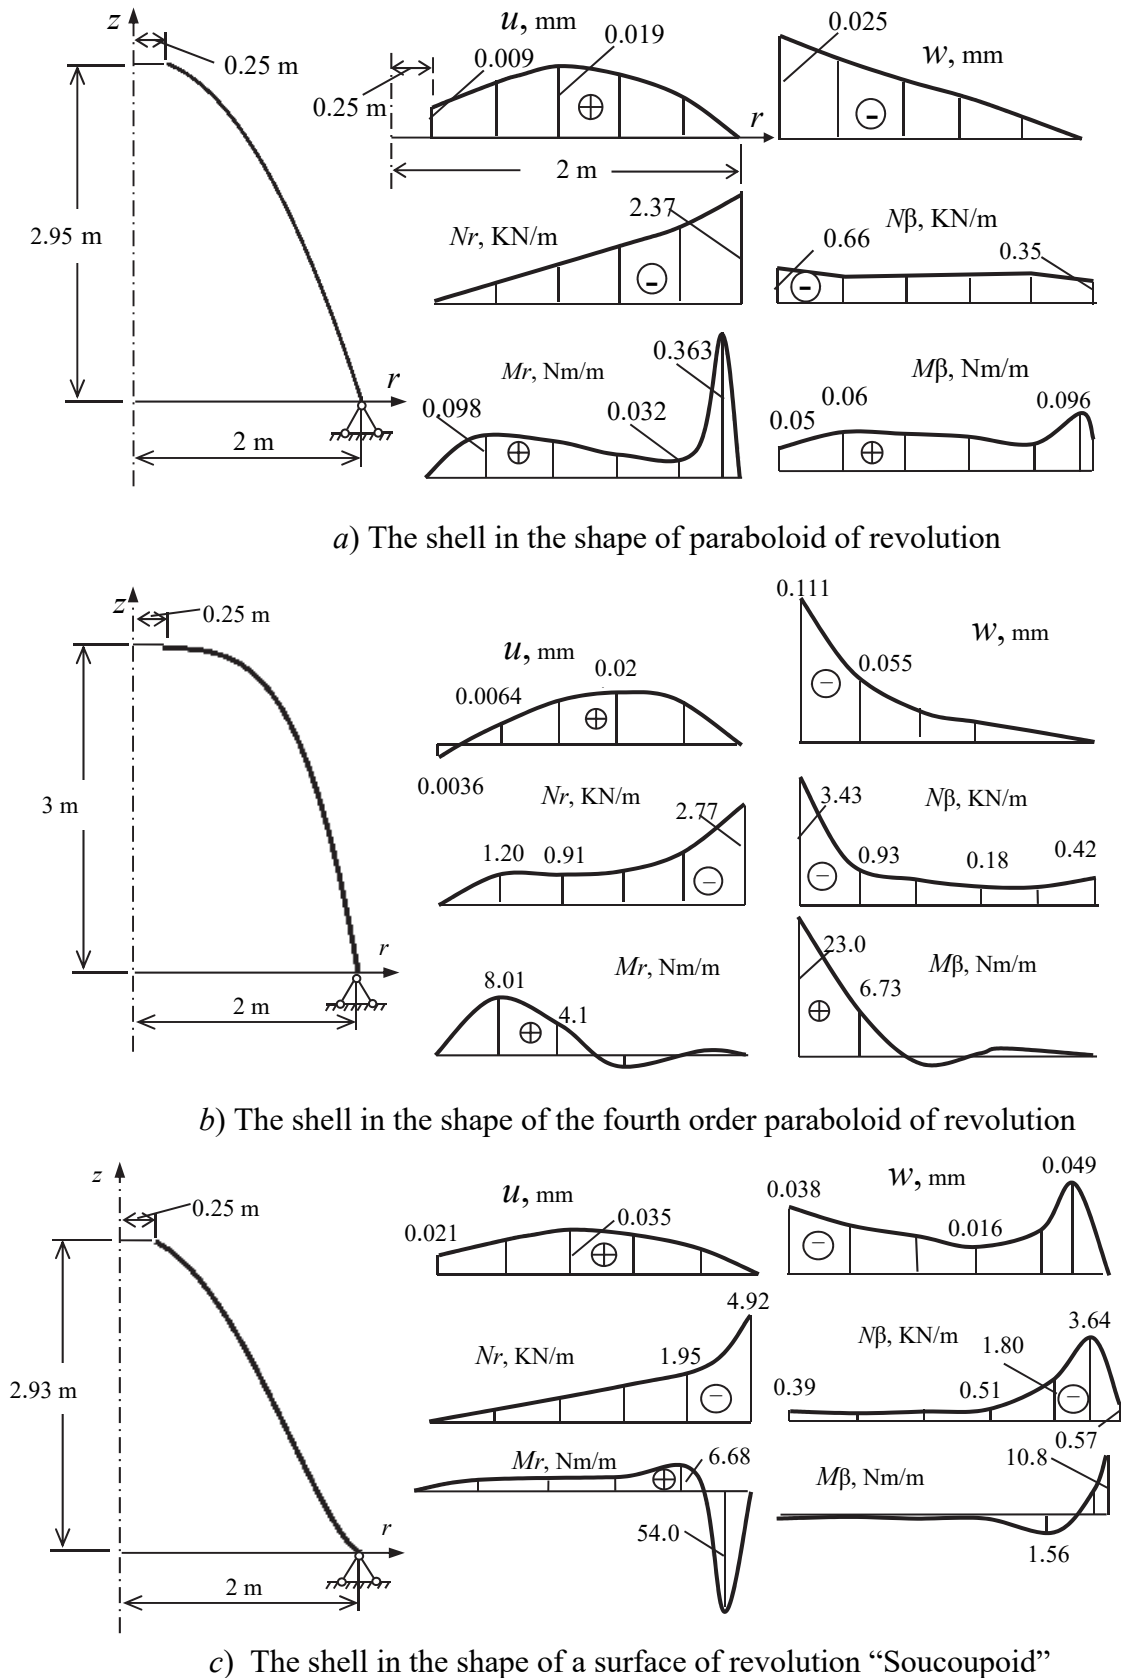 z
0.25 m
2.95 m
r
2 m
u, mm
0.009
0.019
0.25 m
⊕
r
2 m
w, mm
0.025
-
Nr, KN/m
2.37
-
Nβ, KN/m
0.66
0.35
-
Mr, Nm/m
0.098
0.032
0.363
⊕
Mβ, Nm/m
0.05
0.06
0.096
⊕
a) The shell in the shape of paraboloid of revolution
z
0.25 m
3 m
r
2 m
u, mm
0.0064
0.02
⊕
0.0036
w, mm
0.111
0.055
−
Nr, KN/m
1.20
0.91
2.77
−
Nβ, KN/m
3.43
0.93
0.18
0.42
−
Mr, Nm/m
8.01
4.1
⊕
Mβ, Nm/m
23.0
6.73
⊕
b) The shell in the shape of the fourth order paraboloid of revolution
z
0.25 m
2.93 m
r
2 m
u, mm
0.021
0.035
⊕
w, mm
0.038
0.016
0.049
−
Nr, KN/m
1.95
4.92
−
Nβ, KN/m
0.39
0.51
1.80
3.64
0.57
−
Mr, Nm/m
6.68
54.0
⊕
Mβ, Nm/m
10.8
1.56
c) The shell in the shape of a surface of revolution “Soucoupoid”